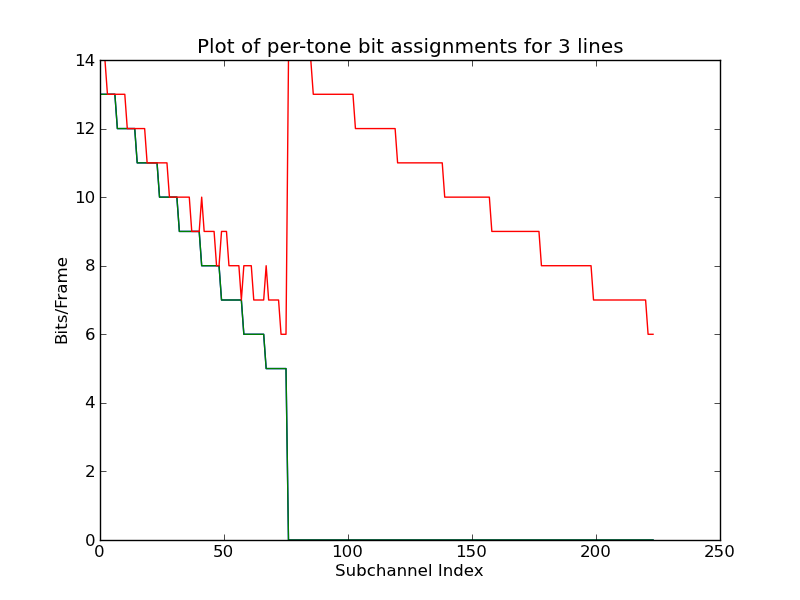 Plot of per-tone bit assignments for 3 lines
14
12
10
8
6
4
2
0
Bits/Frame
0 50 100 150 200 250
Subchannel Index